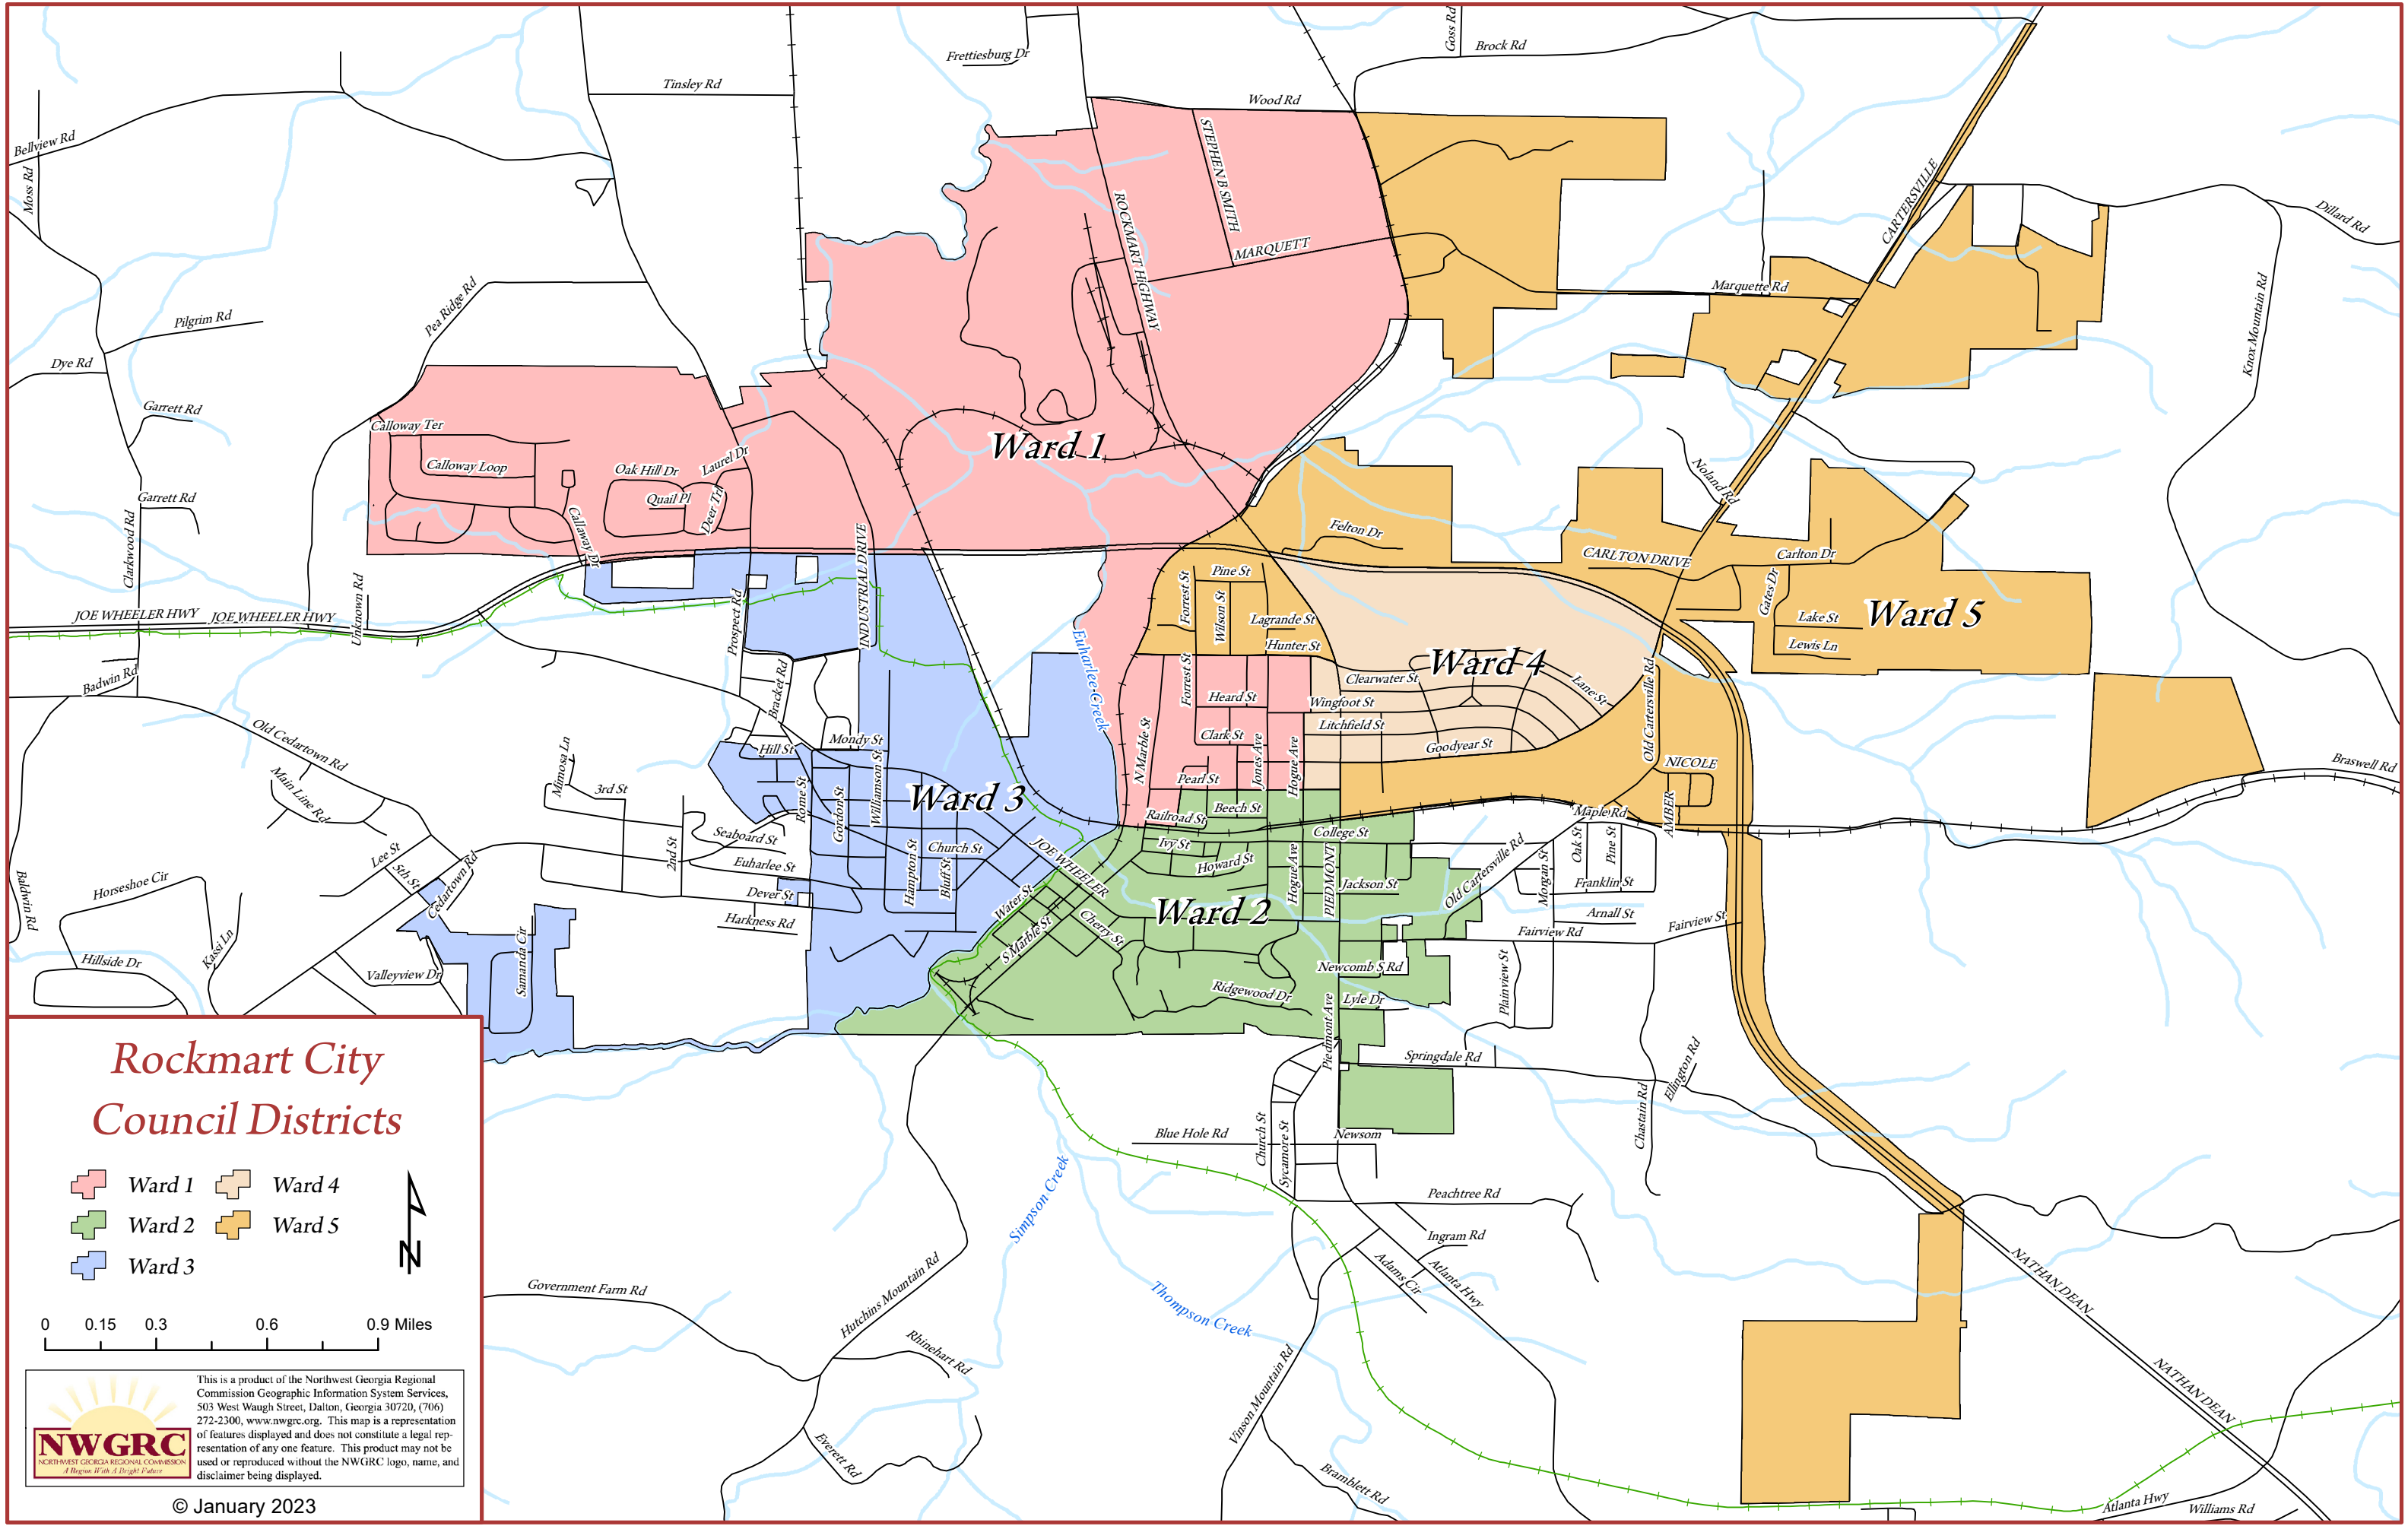 Frettiesburg Dr
Goss Rd
Brock Rd
Tinsley Rd
Wood Rd
Bellview Rd
Moss Rd
STEPHEN B SMITH
CARTERSVILLE
Dillard Rd
ROCKMART HIGHWAY
MARQUETT
Marquette Rd
Knox Mountain Rd
Pea Ridge Rd
Pilgrim Rd
Dye Rd
Garrett Rd
Calloway Ter
Calloway Loop
Oak Hill Dr
Laurel Dr
Quail Pl
Deer Trl
Ward 1
Noland Rd
Garrett Rd
Clarkwood Rd
Callaway Dr
INDUSTRIAL DRIVE
Felton Dr
CARLTON DRIVE
Carlton Dr
Unknown Rd
Prospect Rd
Forrest St
Pine St
Wilson St
Lagrande St
Hunter St
Gates Dr
Lake St
Lewis Ln
Ward 5
JOE WHEELER HWY
JOE WHEELER HWY
Euharlee Creek
Badwin Rd
Bracket Rd
Forrest St
Heard St
Clearwater St
Ward 4
Lane St
Wingfoot St
Litchfield St
Old Cartersville Rd
Old Cedartown Rd
Mondy St
Hill St
N Marble St
Clark St
Jones Ave
Hogue Ave
Goodyear St
NICOLE
Braswell Rd
Mimosa Ln
3rd St
Main Line Rd
Rome St
Gordon St
Williamson St
Ward 3
Pearl St
Beech St
Railroad St
AMBER
Maple Rd
Seaboard St
2nd St
Euharlee St
Dever St
Harkness Rd
Hampton St
Bluff St
Church St
JOE WHEELER
Ivy St
Howard St
College St
Hogue Ave
PIEDMONT
Jackson St
Old Cartersville Rd
Morgan St
Oak St
Pine St
Franklin St
Arnall St
Fairview St
Fairview Rd
Lee St
5th St
Cedartown Rd
Baldwin Rd
Horseshoe Cir
Kassi Ln
Hillside Dr
Valleyview Dr
Samanda Cir
Water St
S Marble St
Cherry St
Ward 2
Newcomb S Rd
Ridgewood Dr
Lyle Dr
Plainview St
Piedmont Ave
Springdale Rd
Ellington Rd
Chastain Rd
Blue Hole Rd
Church St
Sycamore St
Newsom
Simpson Creek
Peachtree Rd
Ingram Rd
Adams Cir
Atlanta Hwy
Government Farm Rd
Hutchins Mountain Rd
Thompson Creek
Rhinehart Rd
Everett Rd
Vinson Mountain Rd
Bramblett Rd
NATHAN DEAN
NATHAN DEAN
Atlanta Hwy
Williams Rd
Rockmart City
Council Districts
Ward 1
Ward 4
Ward 2
Ward 5
Ward 3
N
0 0.15 0.3 0.6 0.9 Miles
NWGRC
NORTHWEST GEORGIA REGIONAL COMMISSION
A Region With A Bright Future
This is a product of the Northwest Georgia Regional
Commission Geographic Information System Services,
503 West Waugh Street, Dalton, Georgia 30720, (706)
272-2300, www.nwgrc.org. This map is a representation
of features displayed and does not constitute a legal rep-
resentation of any one feature. This product may not be
used or reproduced without the NWGRC logo, name, and
disclaimer being displayed.
© January 2023